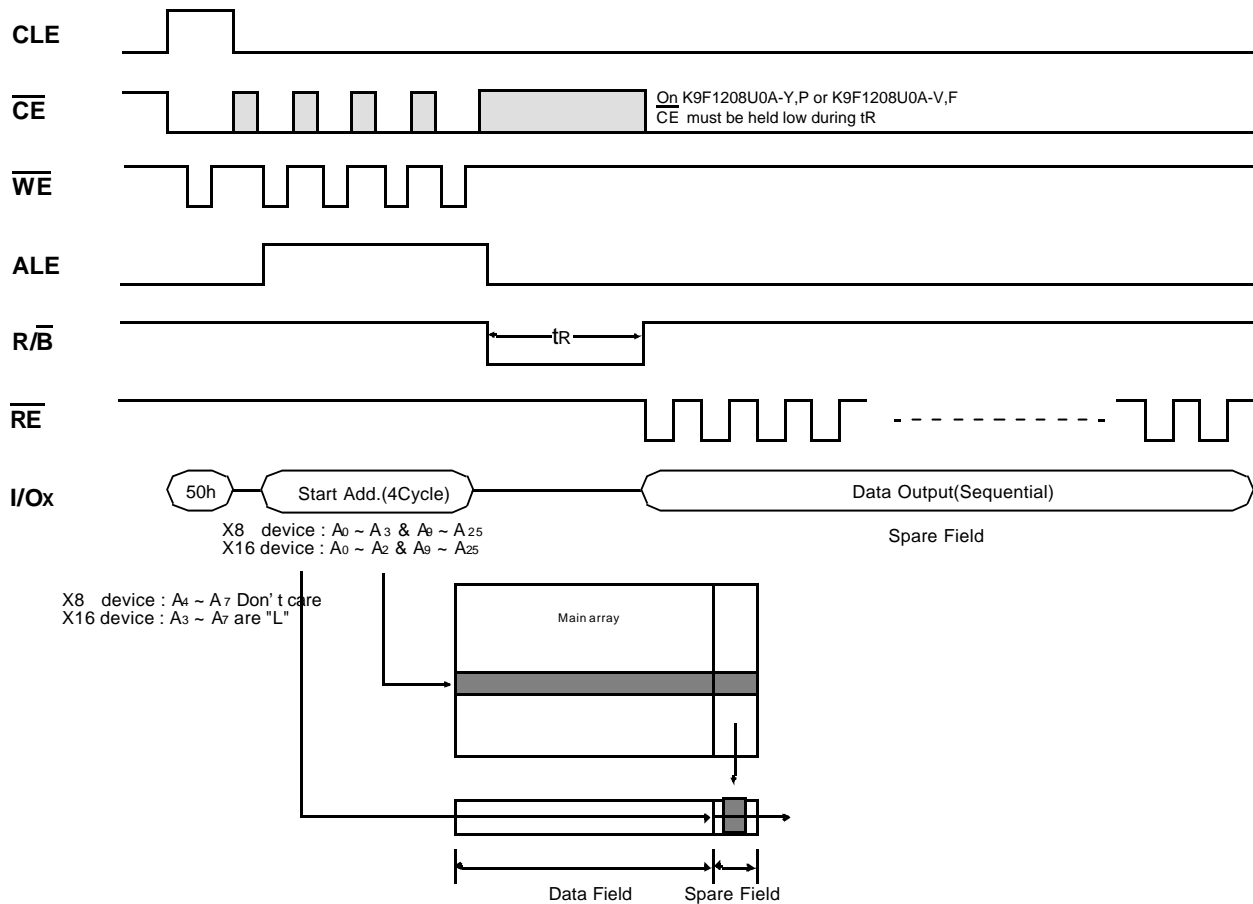 CLE
CE
On K9F1208U0A-Y,P or K9F1208U0A-V,F
CE must be held low during tR
WE
ALE
R/B
tR
RE
I/Ox
50h
Start Add.(4Cycle)
Data Output(Sequential)
X8 device : A0 ~ A3 & A9 ~ A25
X16 device : A0 ~ A2 & A9 ~ A25
Spare Field
X8 device : A4 ~ A7 Don't care
X16 device : A3 ~ A7 are "L"
Main array
Data Field
Spare Field